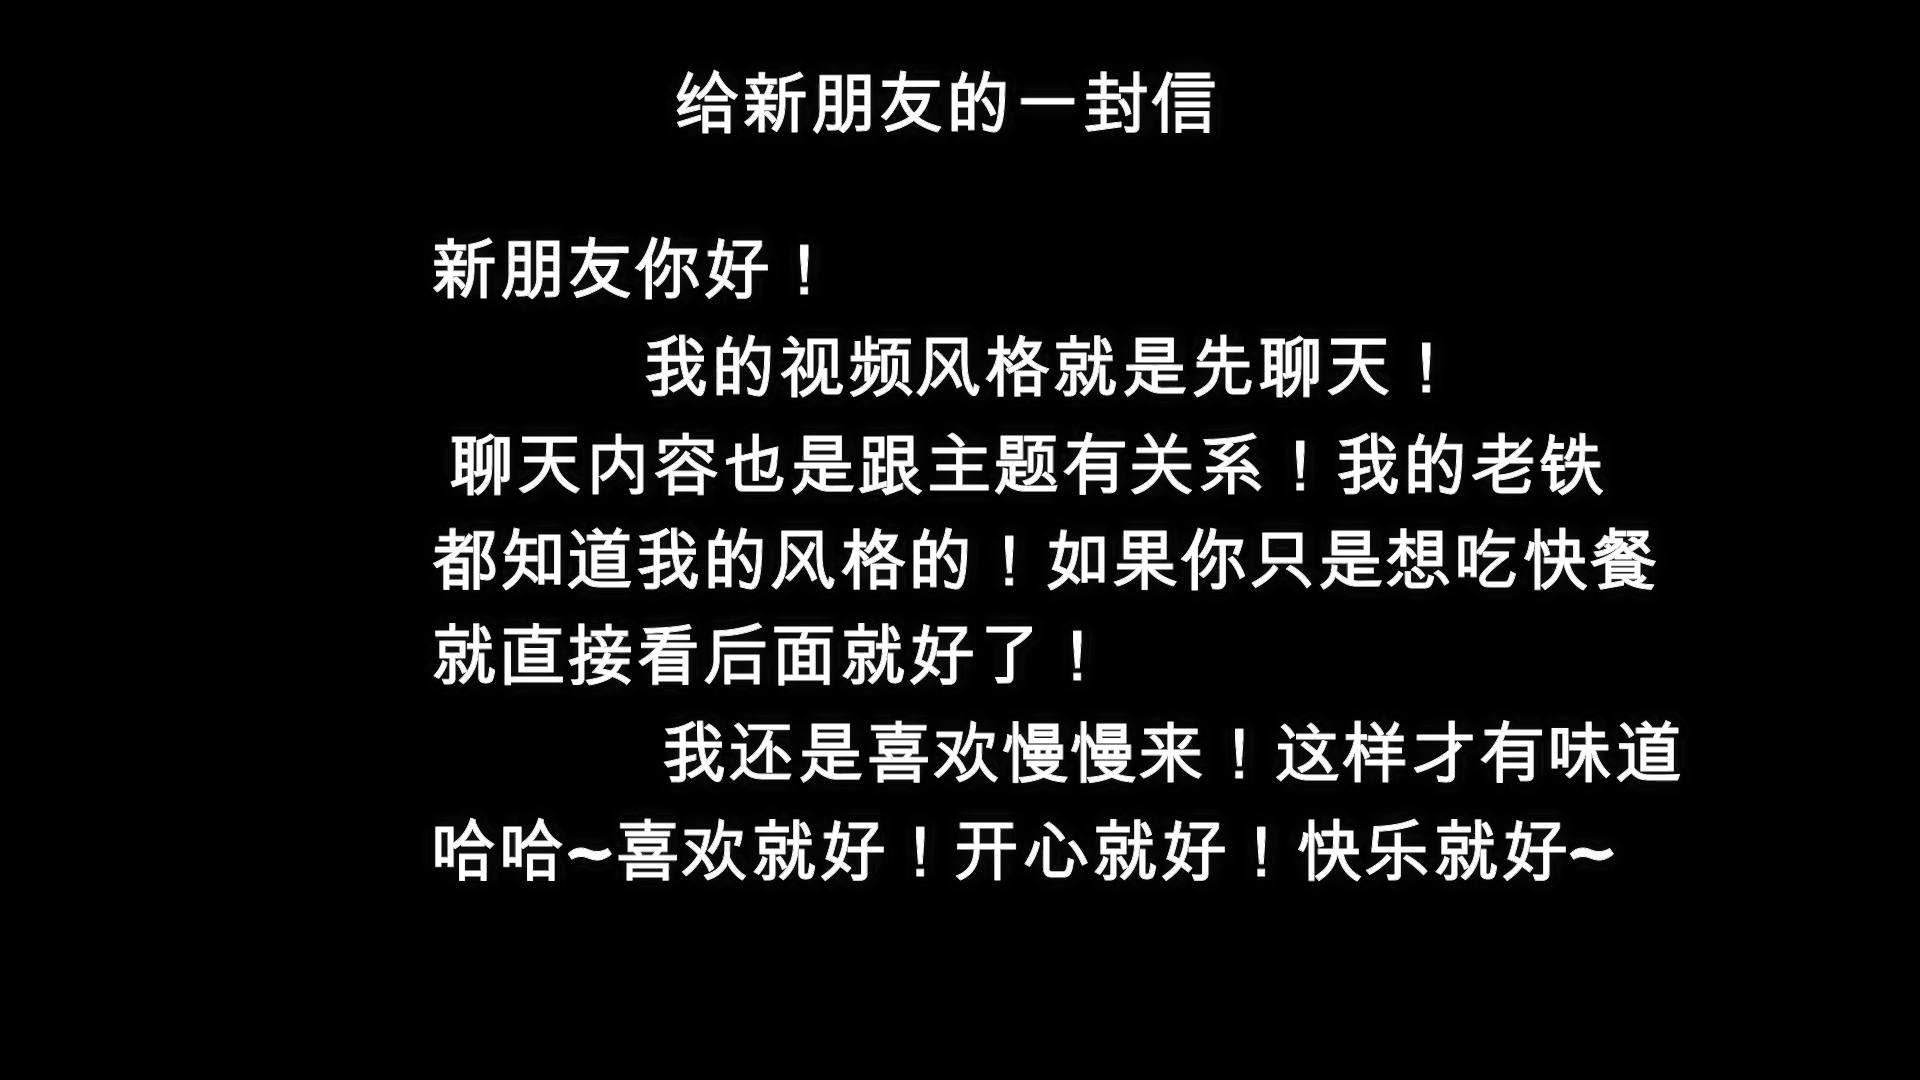 给新朋友的一封信
新朋友你好！
我的视频风格就是先聊天！
聊天内容也是跟主题有关系！我的老铁
都知道我的风格的！如果你只是想吃快餐
就直接看后面就好了！
我还是喜欢慢慢来！这样才有味道
哈哈~喜欢就好！开心就好！快乐就好~